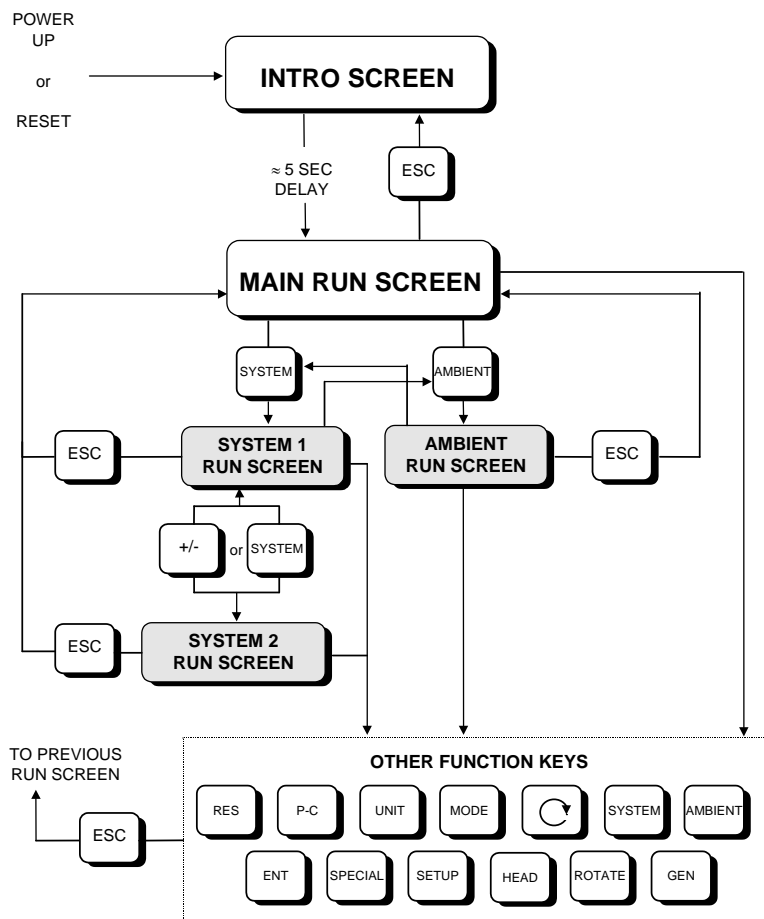 POWER
UP
or
RESET
INTRO SCREEN
≈ 5 SEC
DELAY
ESC
MAIN RUN SCREEN
SYSTEM
AMBIENT
ESC
SYSTEM 1
RUN SCREEN
AMBIENT
RUN SCREEN
ESC
+/-
or
SYSTEM
ESC
SYSTEM 2
RUN SCREEN
TO PREVIOUS
RUN SCREEN
ESC
OTHER FUNCTION KEYS
RES
P-C
UNIT
MODE
SYSTEM
AMBIENT
ENT
SPECIAL
SETUP
HEAD
ROTATE
GEN